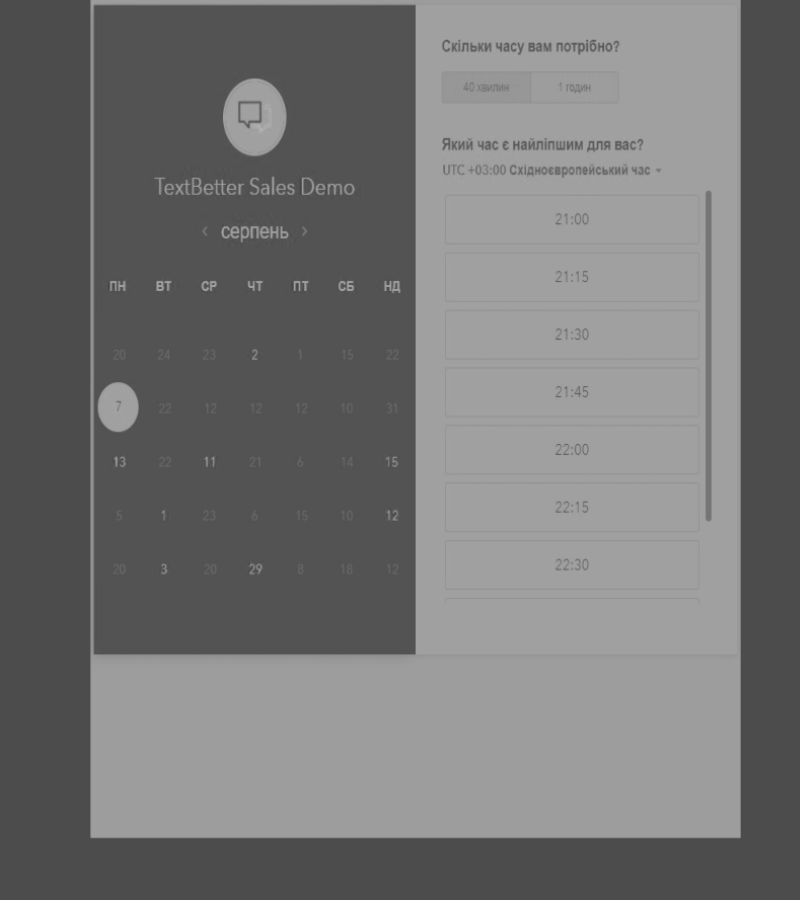 TextBetter Sales Demo
‹ серпень ›
ПН ВТ СР ЧТ ПТ СБ НД
20 24 23 2 1 15 22
7 22 12 12 12 10 31
13 22 11 21 6 14 15
5 1 23 6 15 10 12
20 3 20 29 8 18 12
Скільки часу вам потрібно?
40 хвилин 1 годин
Який час є найліпшим для вас?
UTC +03:00 Східноєвропейський час
21:00
21:15
21:30
21:45
22:00
22:15
22:30